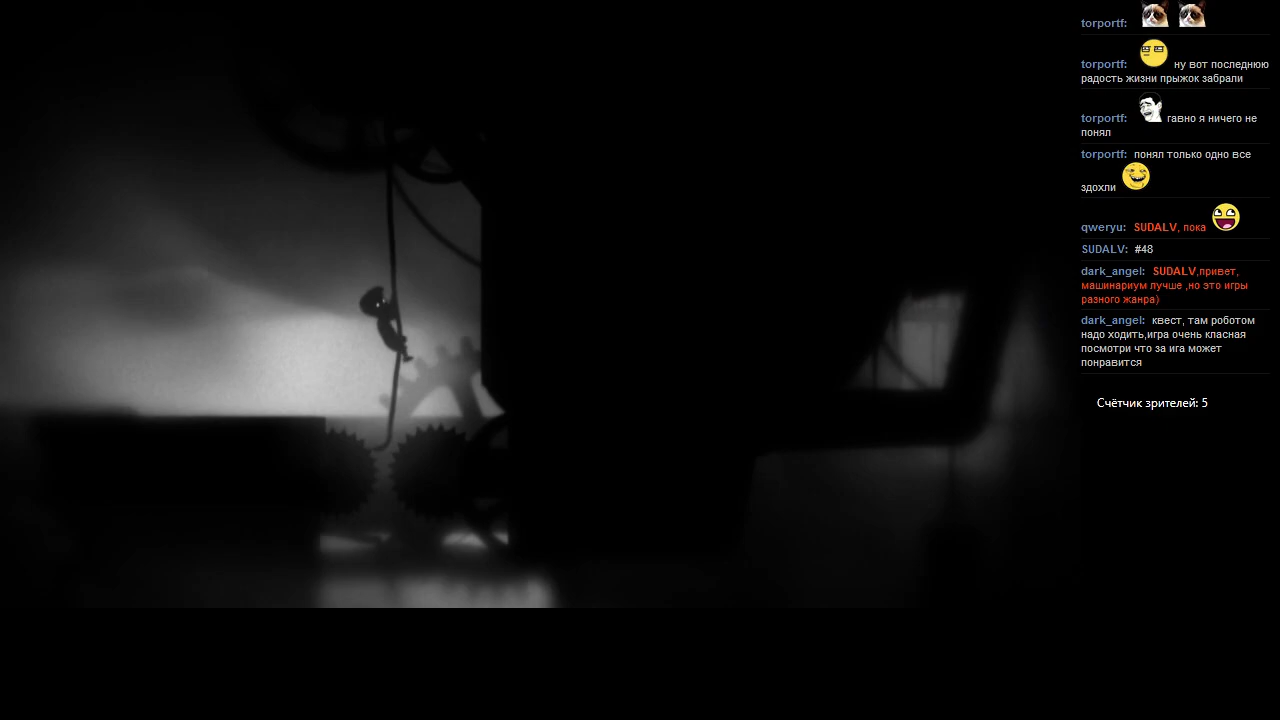 torportf:
torportf: ну вот последнюю
радость жизни прыжок забрали
torportf: гавно я ничего не
понял
torportf: понял только одно все
здохли
qweryu: SUDALV, пока
SUDALV: #48
dark_angel: SUDALV,привет,
машинариум лучше ,но это игры
разного жанра)
dark_angel: квест, там роботом
надо ходить,игра очень класная
посмотри что за ига может
понравится
Счётчик зрителей: 5